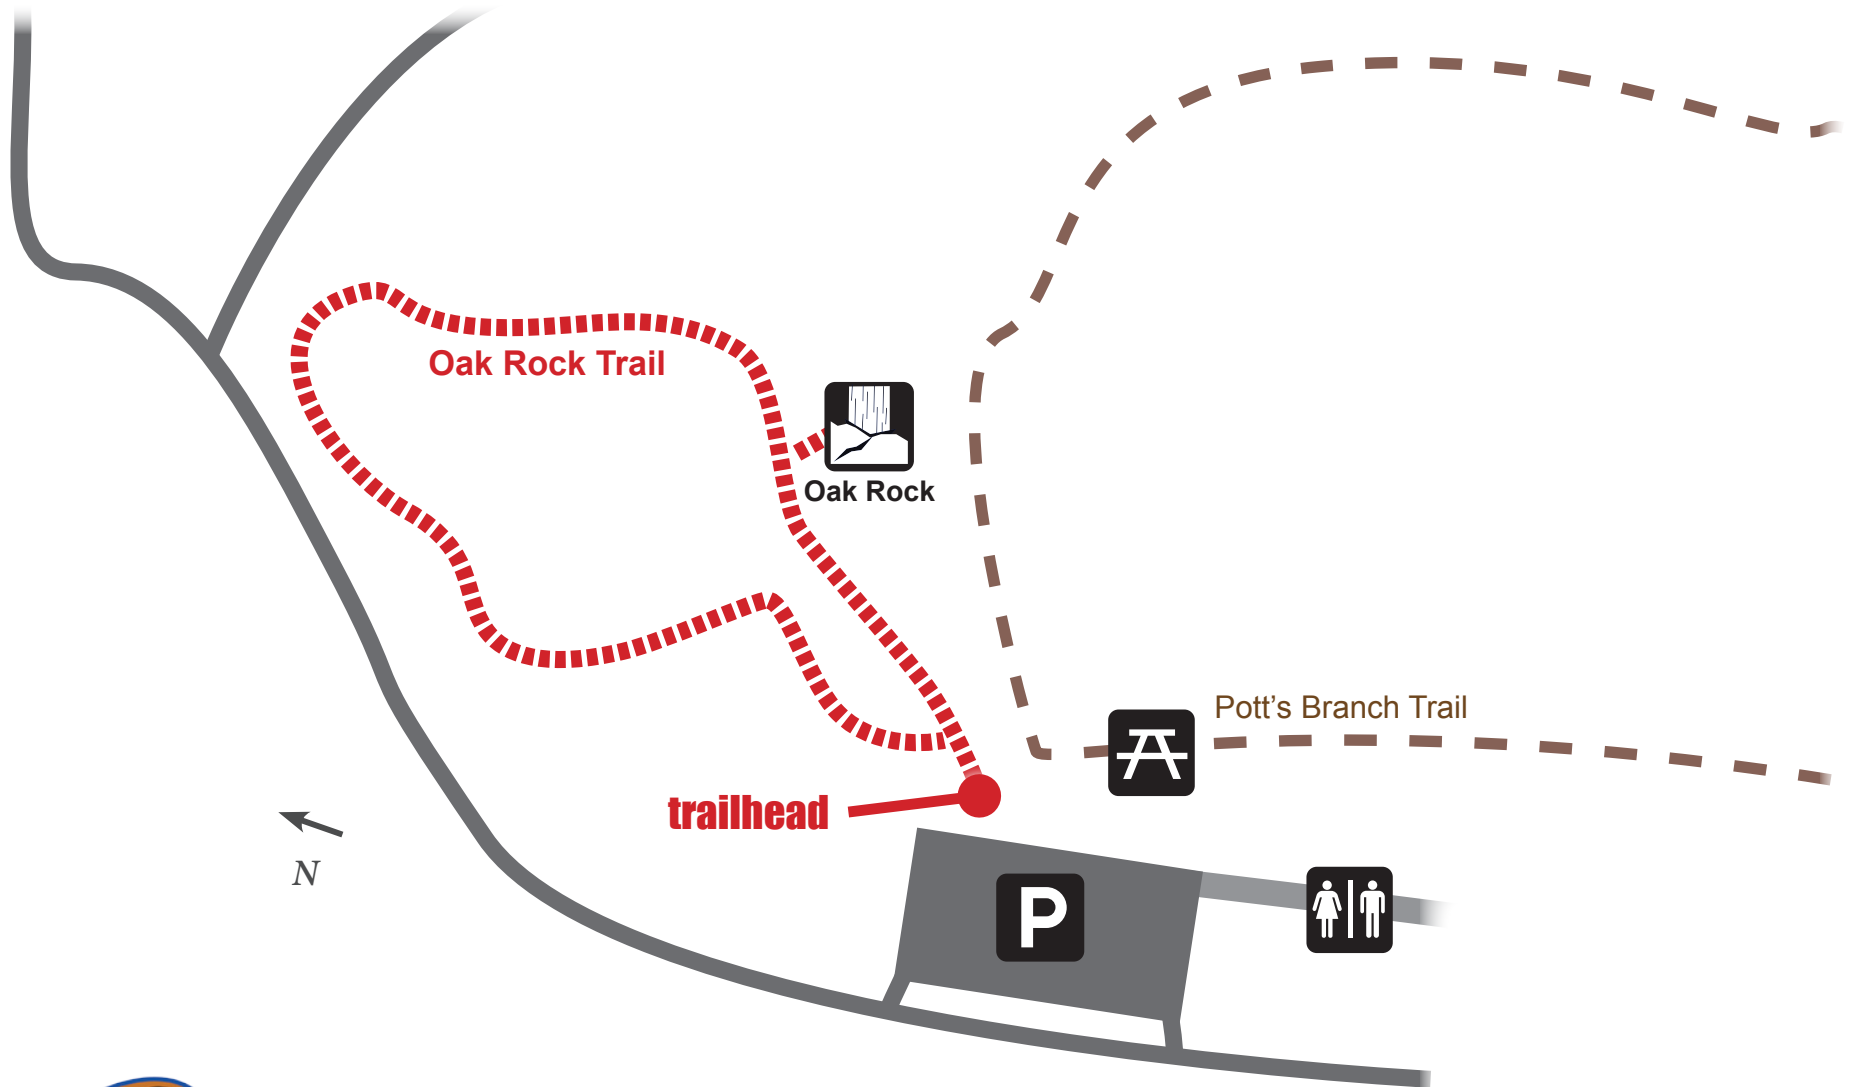 Oak Rock Trail
Oak Rock
Pott's Branch Trail
trailhead
N
P